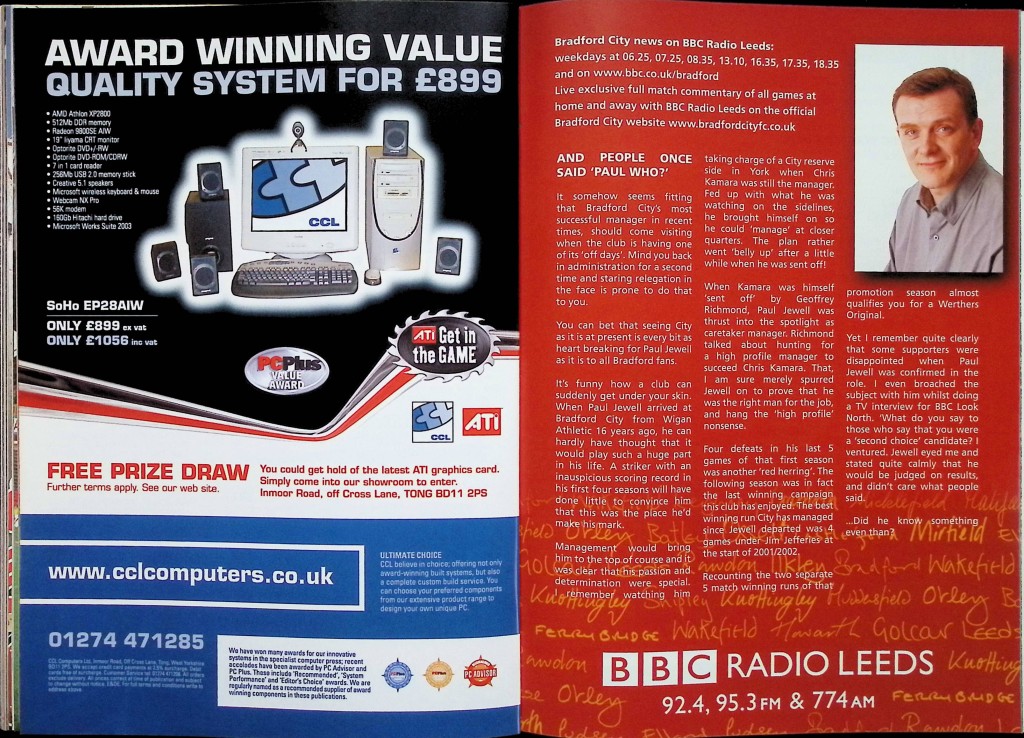 AWARD WINNING VALUE
QUALITY SYSTEM FOR £899
• AMD Athlon XP2800
• 512Mb DDR memory
• Radeon 9800SE AIW
• 19" Iiyama CRT monitor
• Optorite DVD+/-RW
• Optorite DVD-ROM/CDRW
• 7 in 1 card reader
• 256Mb USB 2.0 memory stick
• Creative 5.1 speakers
• Microsoft wireless keyboard & mouse
• Webcam NX Pro
• 56K modem
• 160Gb Hitachi hard drive
• Microsoft Works Suite 2003
CCL
SoHo EP28AIW
ONLY £899 ex vat
ONLY £1056 inc vat
ATI Get in
the GAME
PCPlus
VALUE
AWARD
CCL
ATI
FREE PRIZE DRAW
Further terms apply. See our web site.
You could get hold of the latest ATI graphics card.
Simply come into our showroom to enter.
Inmoor Road, off Cross Lane, TONG BD11 2PS
www.cclcomputers.co.uk
ULTIMATE CHOICE
CCL believe in choice; offering not only
award-winning built systems, but also
a complete custom build service. You
can choose your preferred components
from our extensive product range to
design your own unique PC.
01274 471285
CCL Computers Ltd, Inmoor Road, Off Cross Lane, Tong, West Yorkshire
We have won many awards for our innovative
systems in the specialist computer press; recent
accolades have been awarded by PC Advisor and
PC Plus. These include 'Recommended', 'System
Performance' and 'Editor's Choice' awards. We are
regularly named as a recommended supplier of award
winning components in these publications.
PC ADVISOR
Bradford City news on BBC Radio Leeds:
weekdays at 06.25, 07.25, 08.35, 13.10, 16.35, 17.35, 18.35
and on www.bbc.co.uk/bradford
Live exclusive full match commentary of all games at
home and away with BBC Radio Leeds on the official
Bradford City website www.bradfordcityfc.co.uk
AND PEOPLE ONCE
SAID 'PAUL WHO?'
It somehow seems fitting
that Bradford City's most
successful manager in recent
times, should come visiting
when the club is having one
of its 'off days'. Mind you back
in administration for a second
time and staring relegation in
the face is prone to do that
to you.
You can bet that seeing City
as it is at present is every bit as
heart breaking for Paul Jewell
as it is to all Bradford fans.
It's funny how a club can
suddenly get under your skin.
When Paul Jewell arrived at
Bradford City from Wigan
Athletic 16 years ago, he can
hardly have thought that it
would play such a huge part
in his life. A striker with an
inauspicious scoring record in
his first four seasons will have
done little to convince him
that this was the place he'd
make his mark.
Management would bring
him to the top of course and it
was clear that his passion and
determination were special.
I remember watching him
taking charge of a City reserve
side in York when Chris
Kamara was still the manager.
Fed up with what he was
watching on the sidelines,
he brought himself on so
he could 'manage' at closer
quarters. The plan rather
went 'belly up' after a little
while when he was sent off!
When Kamara was himself
'sent off' by Geoffrey
Richmond, Paul Jewell was
thrust into the spotlight as
caretaker manager. Richmond
talked about hunting for
a high profile manager to
succeed Chris Kamara. That,
I am sure merely spurred
Jewell on to prove that he
was the right man for the job,
and hang the 'high profile'
nonsense.
Four defeats in his last 5
games of that first season
was another 'red herring'. The
following season was in fact
the last winning campaign
this club has enjoyed. The best
winning run City has managed
since Jewell departed was 4
games under Jim Jefferies at
the start of 2001/2002.
Recounting the two separate
5 match winning runs of that
promotion season almost
qualifies you for a Werthers
Original.
Yet I remember quite clearly
that some supporters were
disappointed when Paul
Jewell was confirmed in the
role. I even broached the
subject with him whilst doing
a TV interview for BBC Look
North. 'What do you say to
those who say that you were
a 'second choice' candidate? I
ventured. Jewell eyed me and
stated quite calmly that he
would be judged on results,
and didn't care what people
said.
...Did he know something
even than?
Otley Mirfield
Ilkley Wakefield
Knottingley Shipley Knottingley Huddersfield Otley
FERRYBRIDGE Wakefield Howarth Golcar LEEDS
BBC RADIO LEEDS
Otley FERRYBRIDGE
92.4, 95.3 FM & 774 AM
Pudsey Rawdon